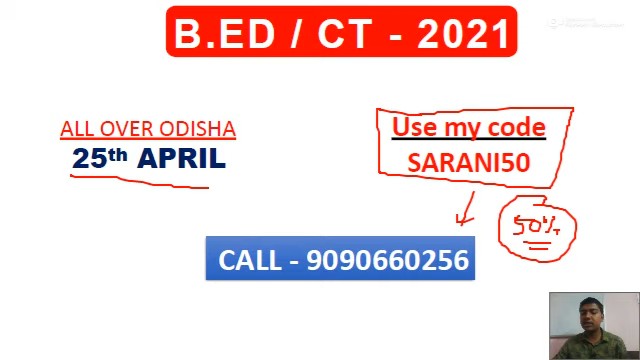 B.ED / CT - 2021
ALL OVER ODISHA
25th APRIL
Use my code
SARANI50
50%
CALL - 9090660256